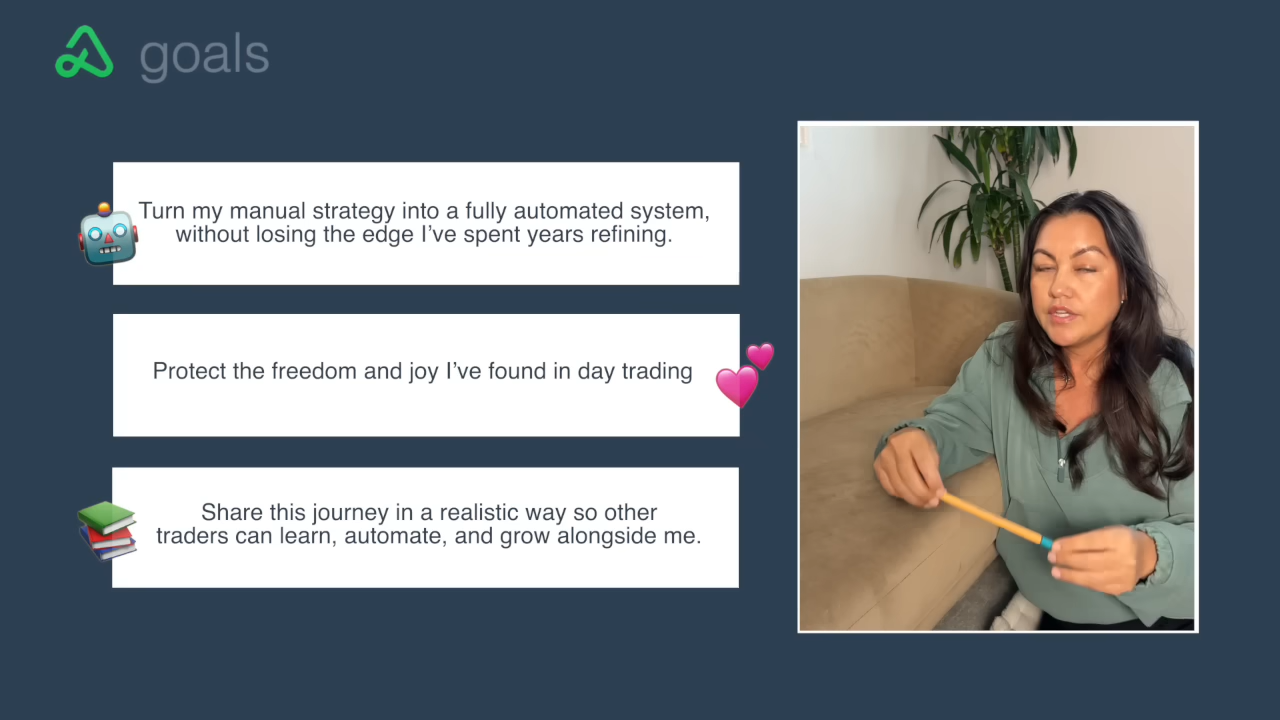 goals
Turn my manual strategy into a fully automated system,
without losing the edge I’ve spent years refining.
Protect the freedom and joy I’ve found in day trading
Share this journey in a realistic way so other
traders can learn, automate, and grow alongside me.